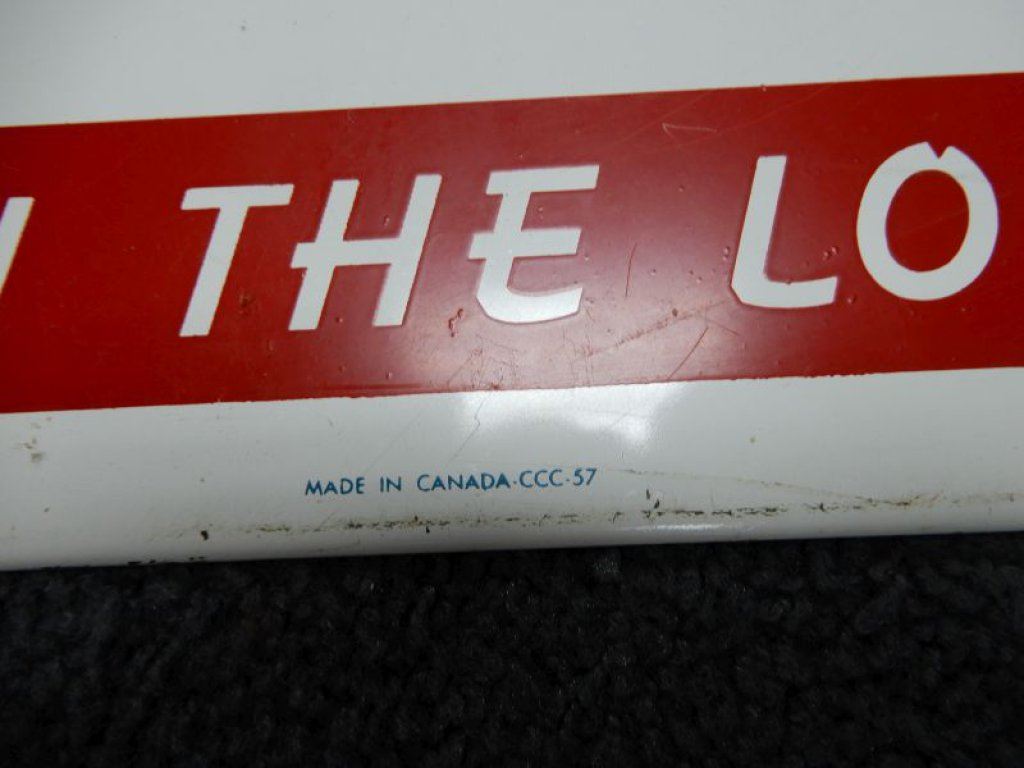 THE LO
MADE IN CANADA-CCC-57